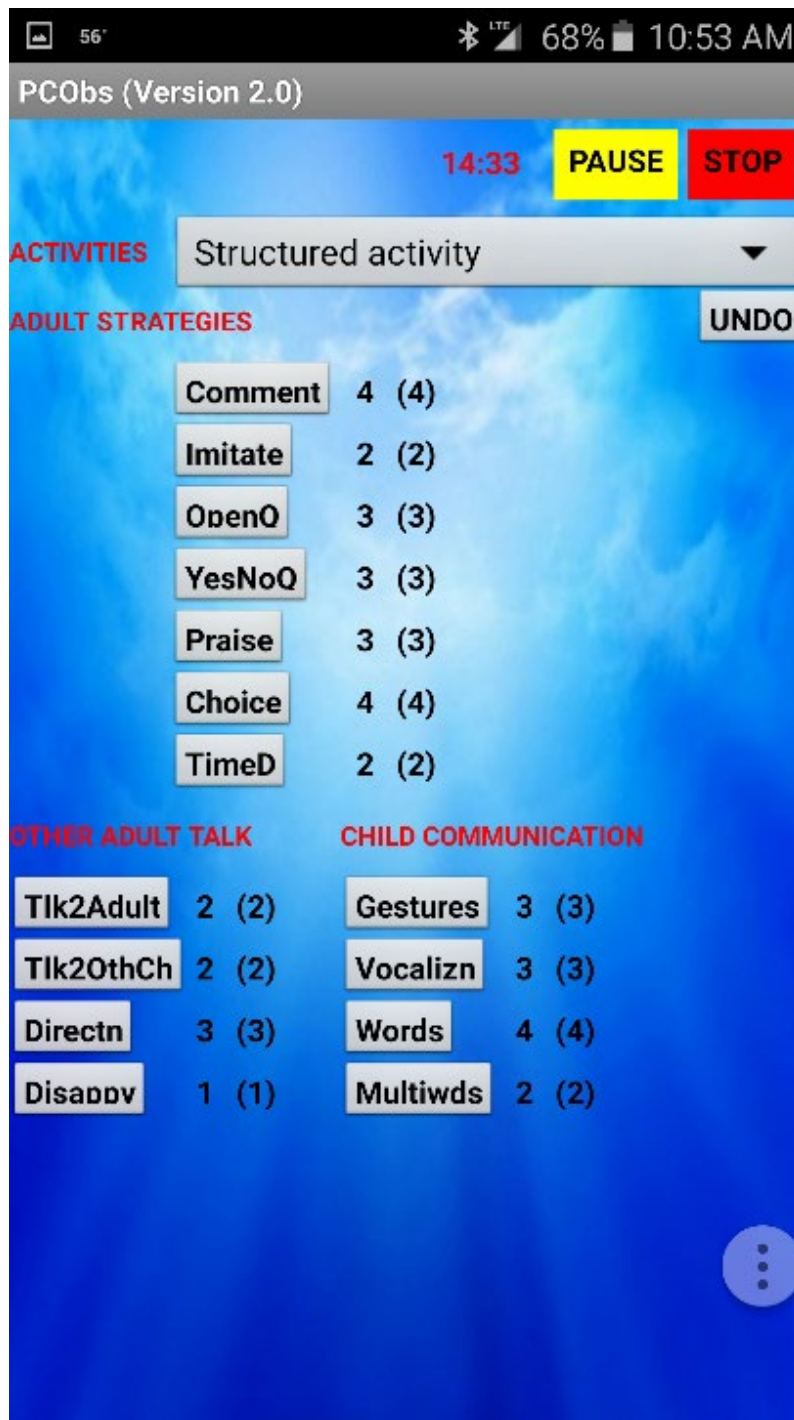 56° LTE 68% 10:53 AM
PCObs (Version 2.0)
14:33 PAUSE STOP
ACTIVITIES Structured activity
ADULT STRATEGIES UNDO
Comment 4 (4)
Imitate 2 (2)
OpenQ 3 (3)
YesNoQ 3 (3)
Praise 3 (3)
Choice 4 (4)
TimeD 2 (2)
OTHER ADULT TALK CHILD COMMUNICATION
Tlk2Adult 2 (2) Gestures 3 (3)
Tlk2OthCh 2 (2) Vocalizn 3 (3)
Directn 3 (3) Words 4 (4)
Disappv 1 (1) Multiwds 2 (2)